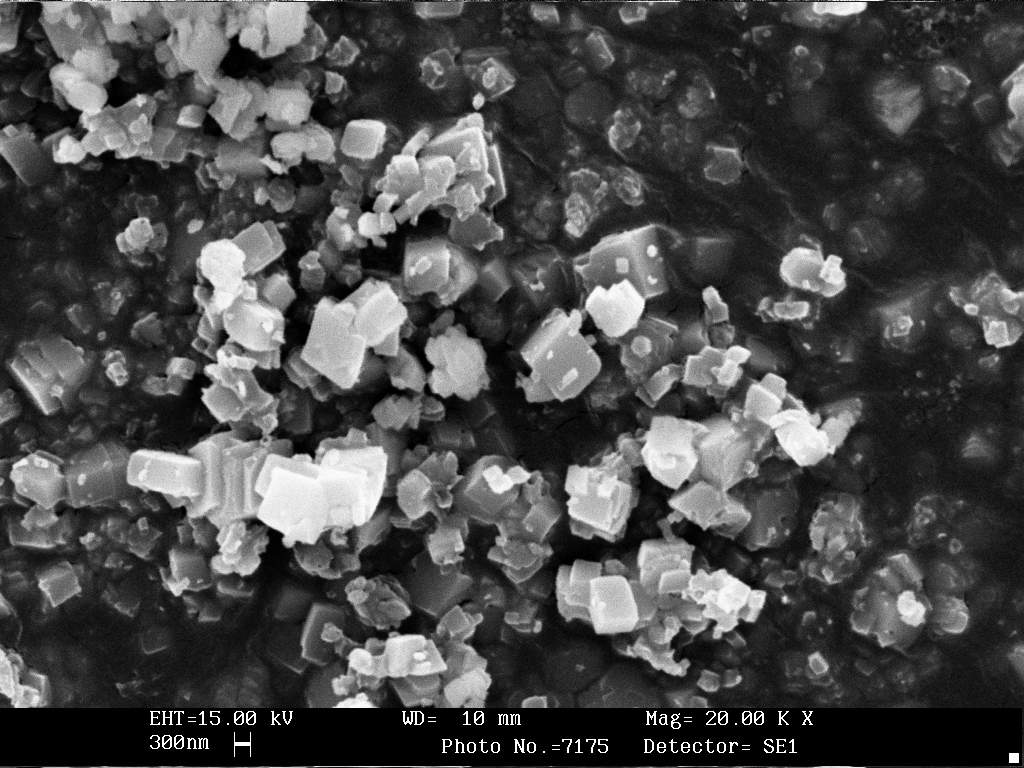 EHT=15.00 kV WD= 10 mm Mag= 20.00 K X
300nm Photo No.=7175 Detector= SE1